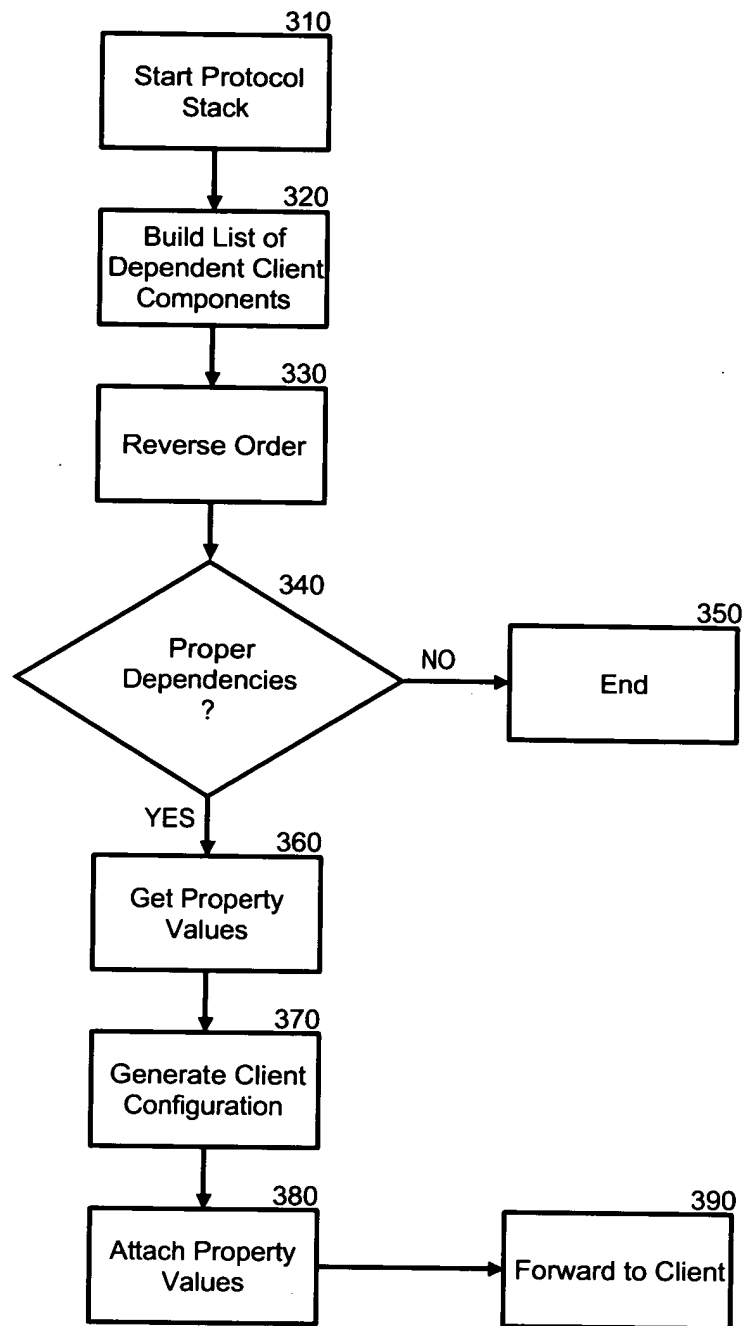 310
Start Protocol
Stack
320
Build List of
Dependent Client
Components
330
Reverse Order
340
Proper
Dependencies
?
NO
350
End
YES
360
Get Property
Values
370
Generate Client
Configuration
380
Attach Property
Values
390
Forward to Client